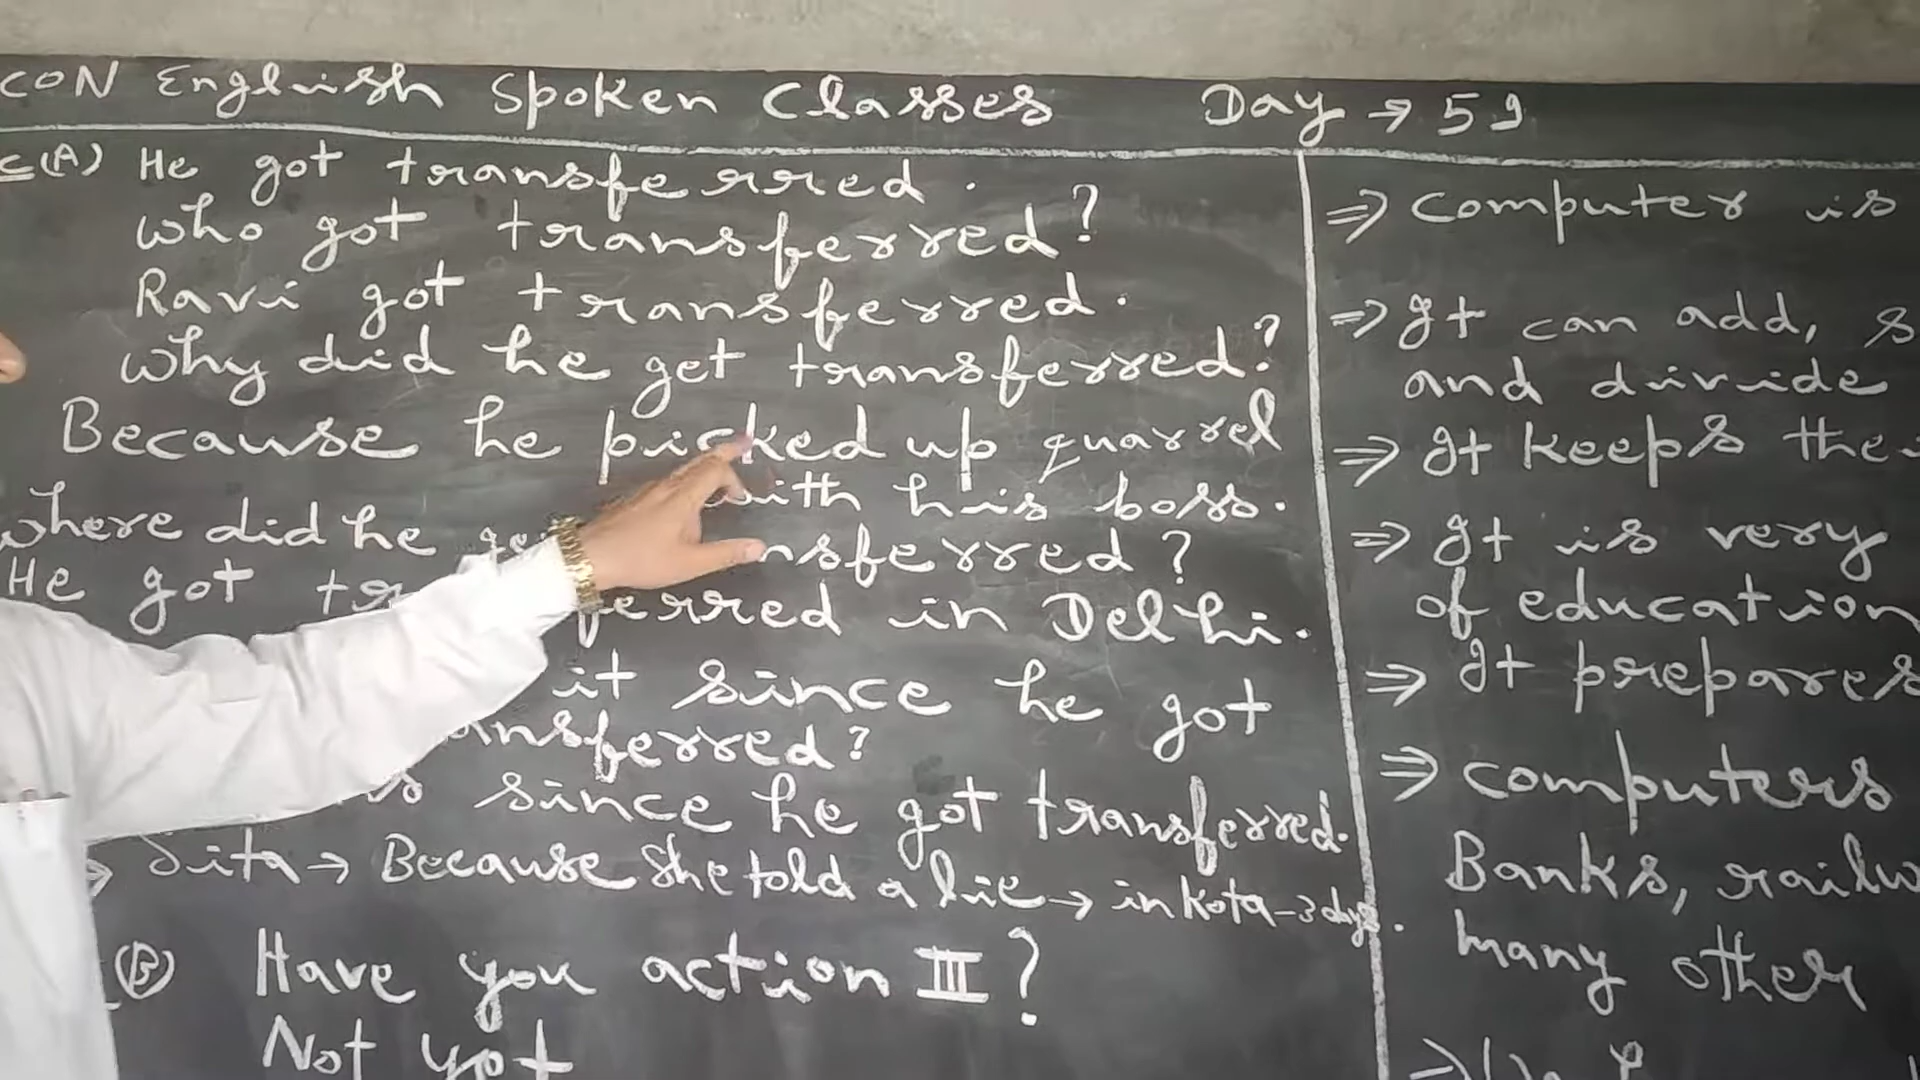 CON English Spoken Classes Day → 59
C(A) He got transferred.
who got transferred?
Ravi got transferred.
why did he get transferred?
Because he picked up quarrel
with his boss.
where did he transferred?
He got in Delhi.
it since he got
transferred?
since he got transferred.
Sita → Because She told a lie → in Kota - 3 days.
(B) Have you action III?
Not yet
⇒ Computer is
⇒ It can add,
and divide
⇒ It keeps
⇒ It is very
of education
⇒ It prepares
⇒ Computers
Banks,
many other